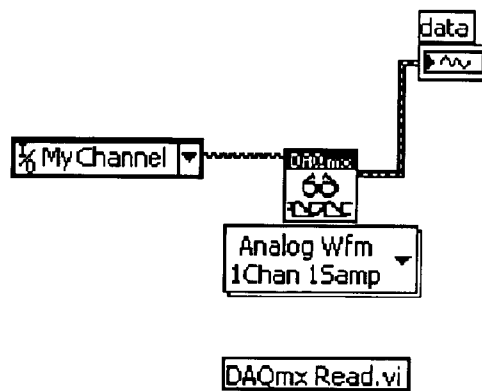 data
I/O My Channel
DAQmx
Analog Wfm
1Chan 1Samp
DAQmx Read.vi